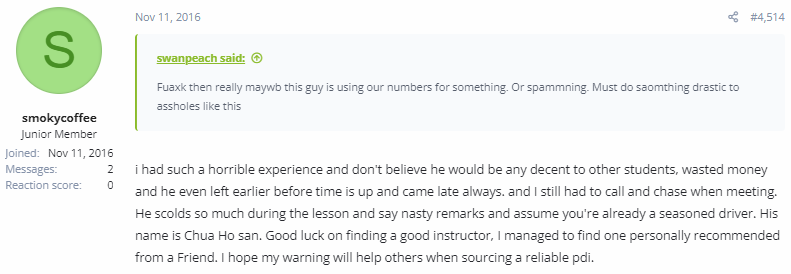 S
Nov 11, 2016
#4,514
swanpeach said:
Fuaxk then really maywb this guy is using our numbers for something. Or spammning. Must do saomthing drastic to
assholes like this
smokycoffee
Junior Member
Joined: Nov 11, 2016
Messages: 2
Reaction score: 0
i had such a horrible experience and don't believe he would be any decent to other students, wasted money
and he even left earlier before time is up and came late always. and I still had to call and chase when meeting.
He scolds so much during the lesson and say nasty remarks and assume you're already a seasoned driver. His
name is Chua Ho san. Good luck on finding a good instructor, I managed to find one personally recommended
from a Friend. I hope my warning will help others when sourcing a reliable pdi.